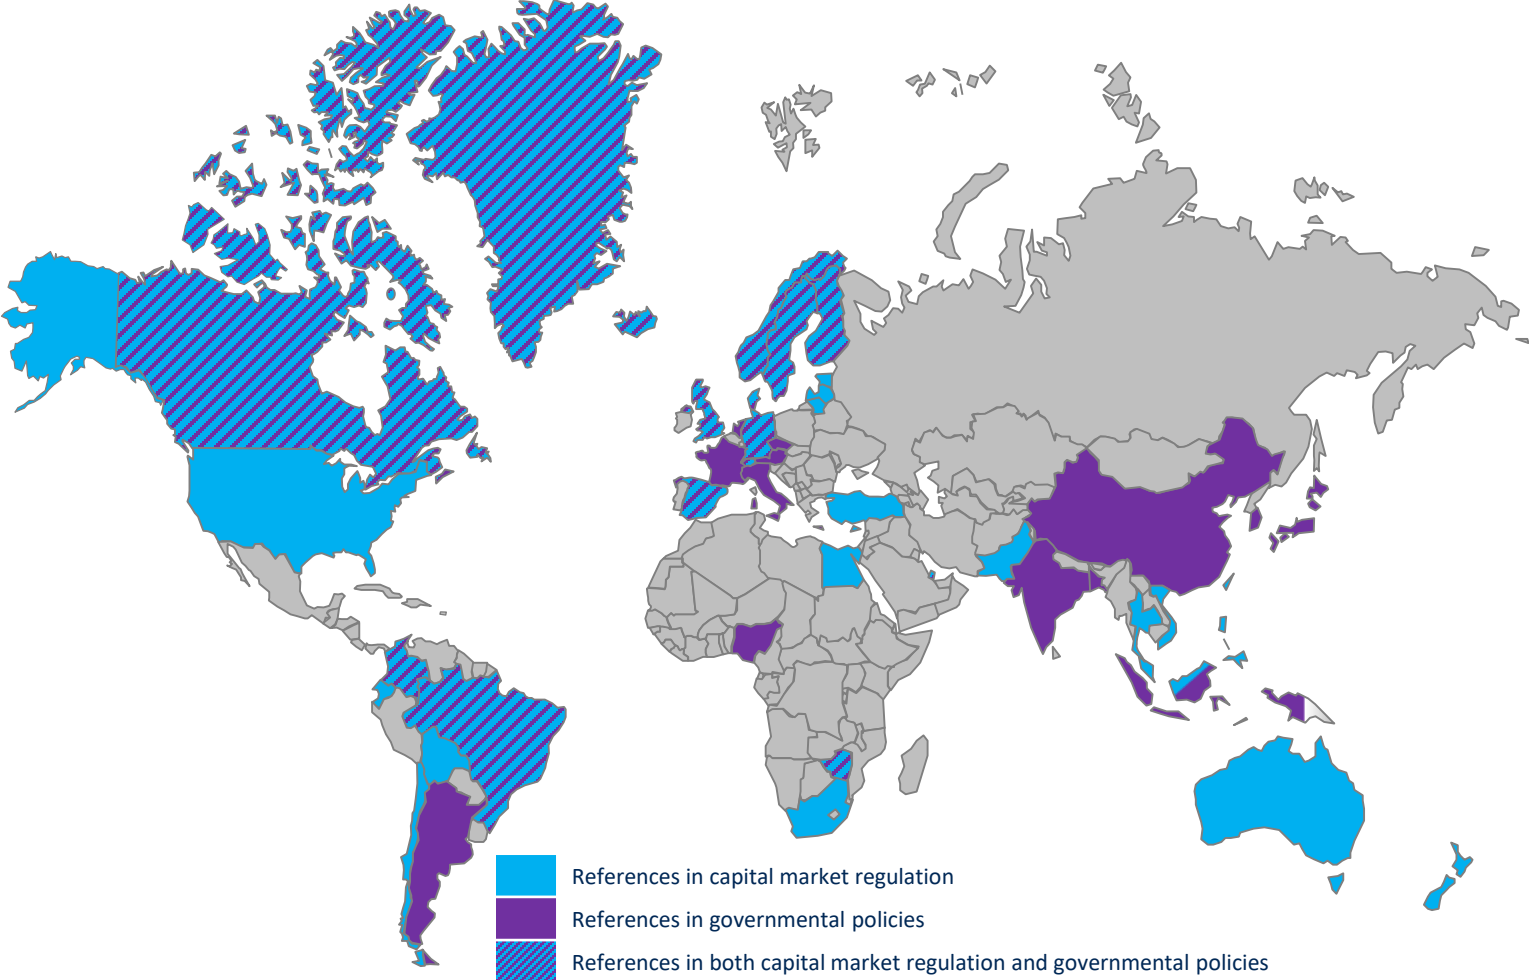 References in capital market regulation
References in governmental policies
References in both capital market regulation and governmental policies